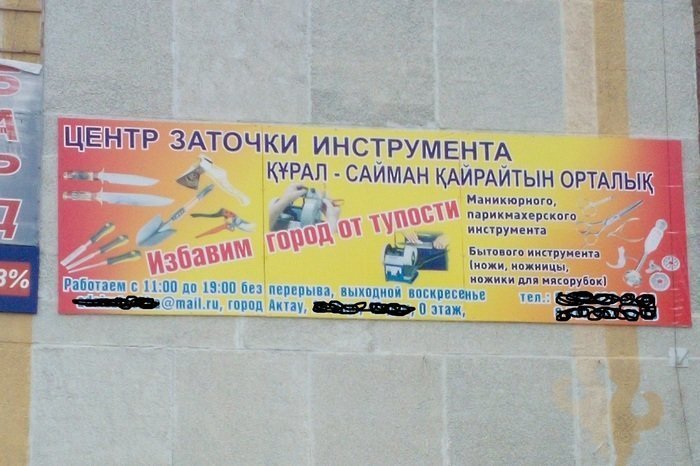 ЦЕНТР ЗАТОЧКИ ИНСТРУМЕНТА
ҚҰРАЛ - САЙМАН ҚАЙРАЙТЫН ОРТАЛЫҚ
Избавим город от тупости
Маникюрного,
парикмахерского
инструмента
Бытового инструмента
(ножи, ножницы,
ножики для мясорубок)
Работаем с 11:00 до 19:00 без перерыва, выходной воскресенье
@mail.ru, город Актау, 0 этаж,
тел.:
3%